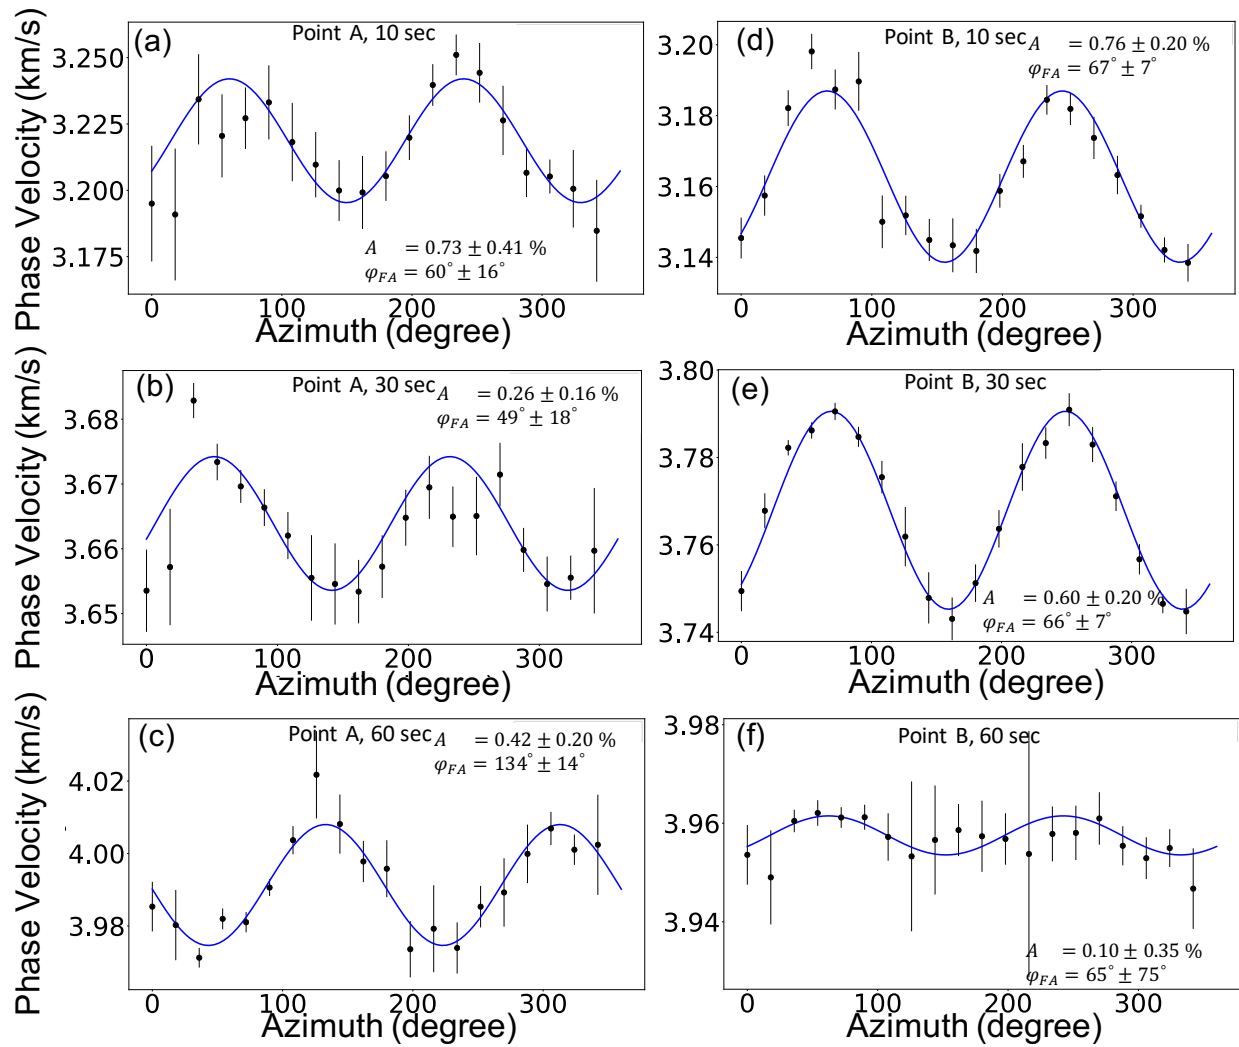 (a) Point A, 10 sec
Phase Velocity (km/s)
3.250
3.225
3.200
3.175
A = 0.73 ± 0.41 %
φFA = 60° ± 16°
0 100 200 300
Azimuth (degree)
(d) Point B, 10 sec
A = 0.76 ± 0.20 %
φFA = 67° ± 7°
3.20
3.18
3.16
3.14
0 100 200 300
Azimuth (degree)
(b) Point A, 30 sec
A = 0.26 ± 0.16 %
φFA = 49° ± 18°
Phase Velocity (km/s)
3.68
3.67
3.66
3.65
0 100 200 300
Azimuth (degree)
(e) Point B, 30 sec
3.80
3.78
3.76
3.74
A = 0.60 ± 0.20 %
φFA = 66° ± 7°
0 100 200 300
Azimuth (degree)
(c) Point A, 60 sec
A = 0.42 ± 0.20 %
φFA = 134° ± 14°
Phase Velocity (km/s)
4.02
4.00
3.98
0 100 200 300
Azimuth (degree)
(f) Point B, 60 sec
3.98
3.96
3.94
A = 0.10 ± 0.35 %
φFA = 65° ± 75°
0 100 200 300
Azimuth (degree)